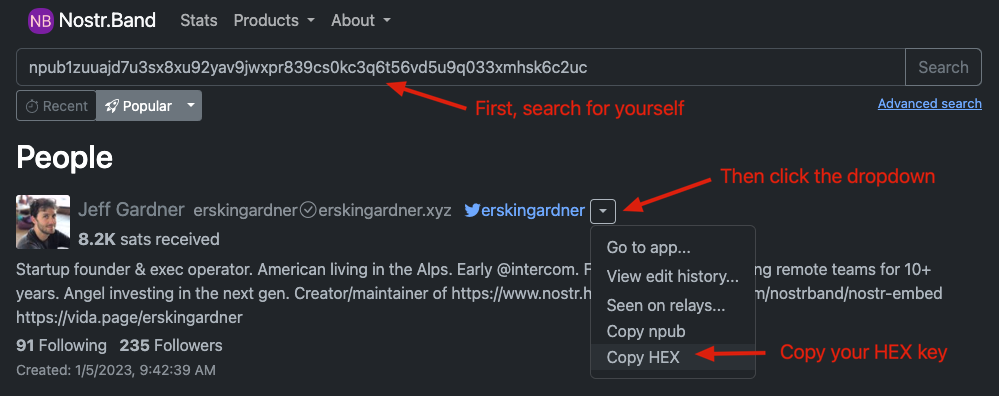 NB Nostr.Band Stats Products About
npub1zuuajd7u3sx8xu92yav9jwxpr839cs0kc3q6t56vd5u9q033xmhsk6c2uc Search
First, search for yourself
Recent Popular Advanced search
People
Then click the dropdown
Jeff Gardner erskingardner erskingardner.xyz erskingardner
8.2K sats received
Go to app...
Startup founder & exec operator. American living in the Alps. Early @intercom. F ng remote teams for 10+
View edit history...
years. Angel investing in the next gen. Creator/maintainer of https://www.nostr.h m/nostrband/nostr-embed
Seen on relays...
https://vida.page/erskingardner
Copy npub
91 Following 235 Followers
Copy HEX
Copy your HEX key
Created: 1/5/2023, 9:42:39 AM